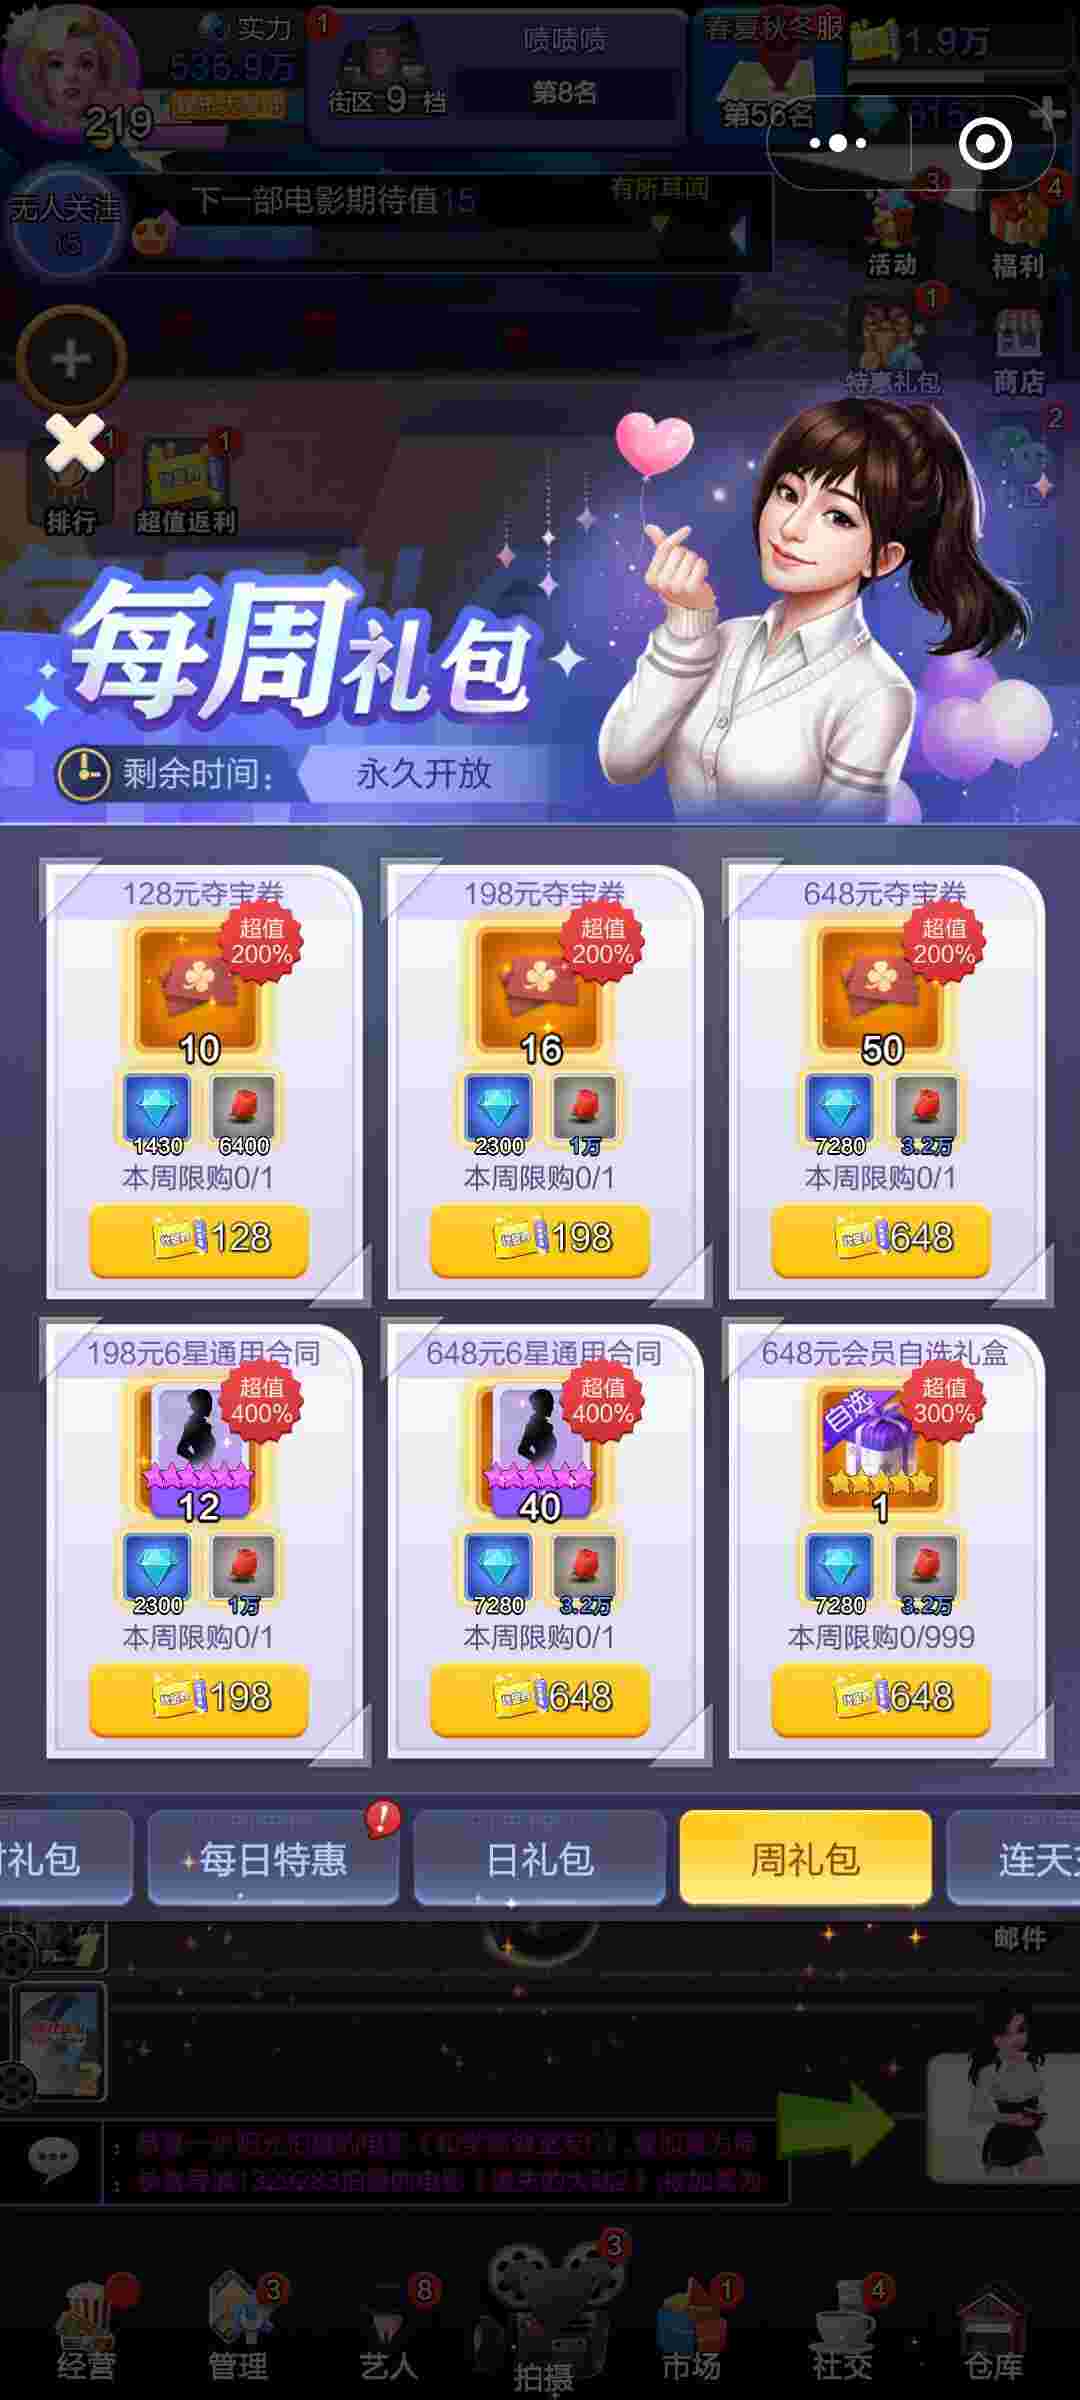 实力
1
喷喷喷
春夏秋冬服
1.9万
536.9万
街区 9 档
第8名
第56名
219
下一部电影期待值15
有所耳闻
3
4
无人关注
15
活动
福利
1
特惠礼包
商店
1
1
2
排行
超值返利
每周礼包
剩余时间：
永久开放
128元夺宝券
超值
200%
10
1430
6400
本周限购0/1
128
198元夺宝券
超值
200%
16
2300
1万
本周限购0/1
198
648元夺宝券
超值
200%
50
7280
3.2万
本周限购0/1
648
198元6星通用合同
超值
400%
12
2300
1万
本周限购0/1
198
648元6星通用合同
超值
400%
40
7280
3.2万
本周限购0/1
648
648元会员自选礼盒
自选
超值
300%
1
7280
3.2万
本周限购0/999
648
礼包
每日特惠
日礼包
周礼包
连天
邮件
3
3
8
1
4
经营
管理
艺人
拍摄
市场
社交
仓库